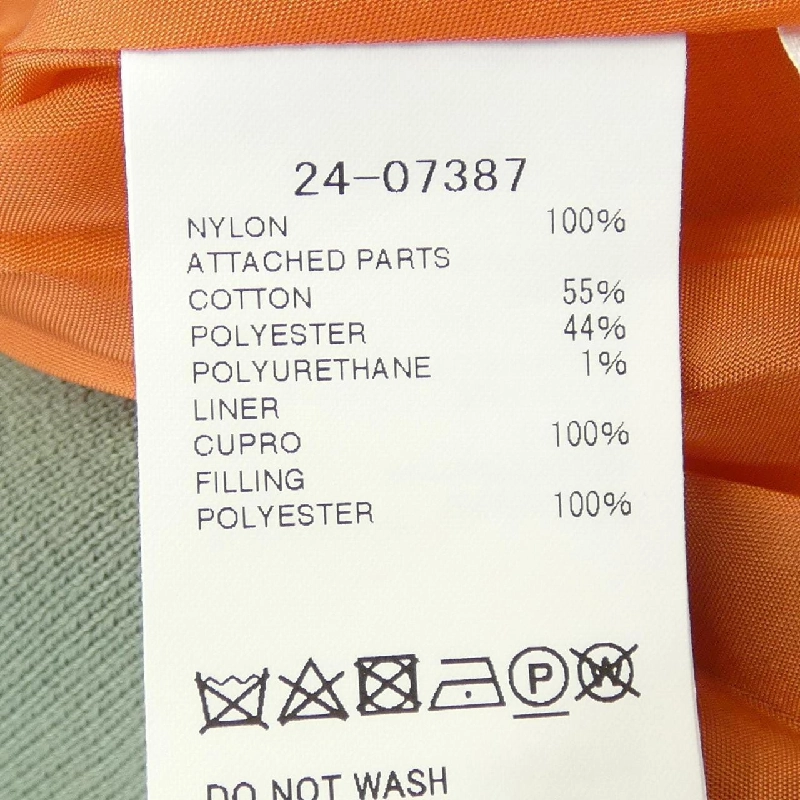 24-07387
NYLON 100%
ATTACHED PARTS
COTTON 55%
POLYESTER 44%
POLYURETHANE 1%
LINER
CUPRO 100%
FILLING
POLYESTER 100%
P W
DO NOT WASH